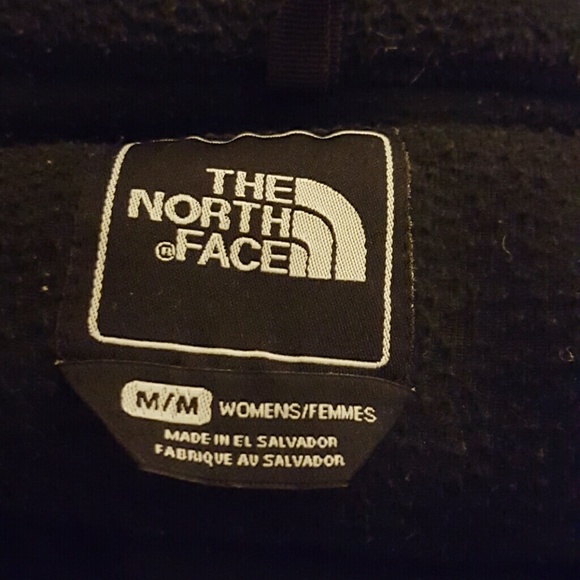 THE
NORTH
®FACE
M/M WOMENS/FEMMES
MADE IN EL SALVADOR
FABRIQUE AU SALVADOR